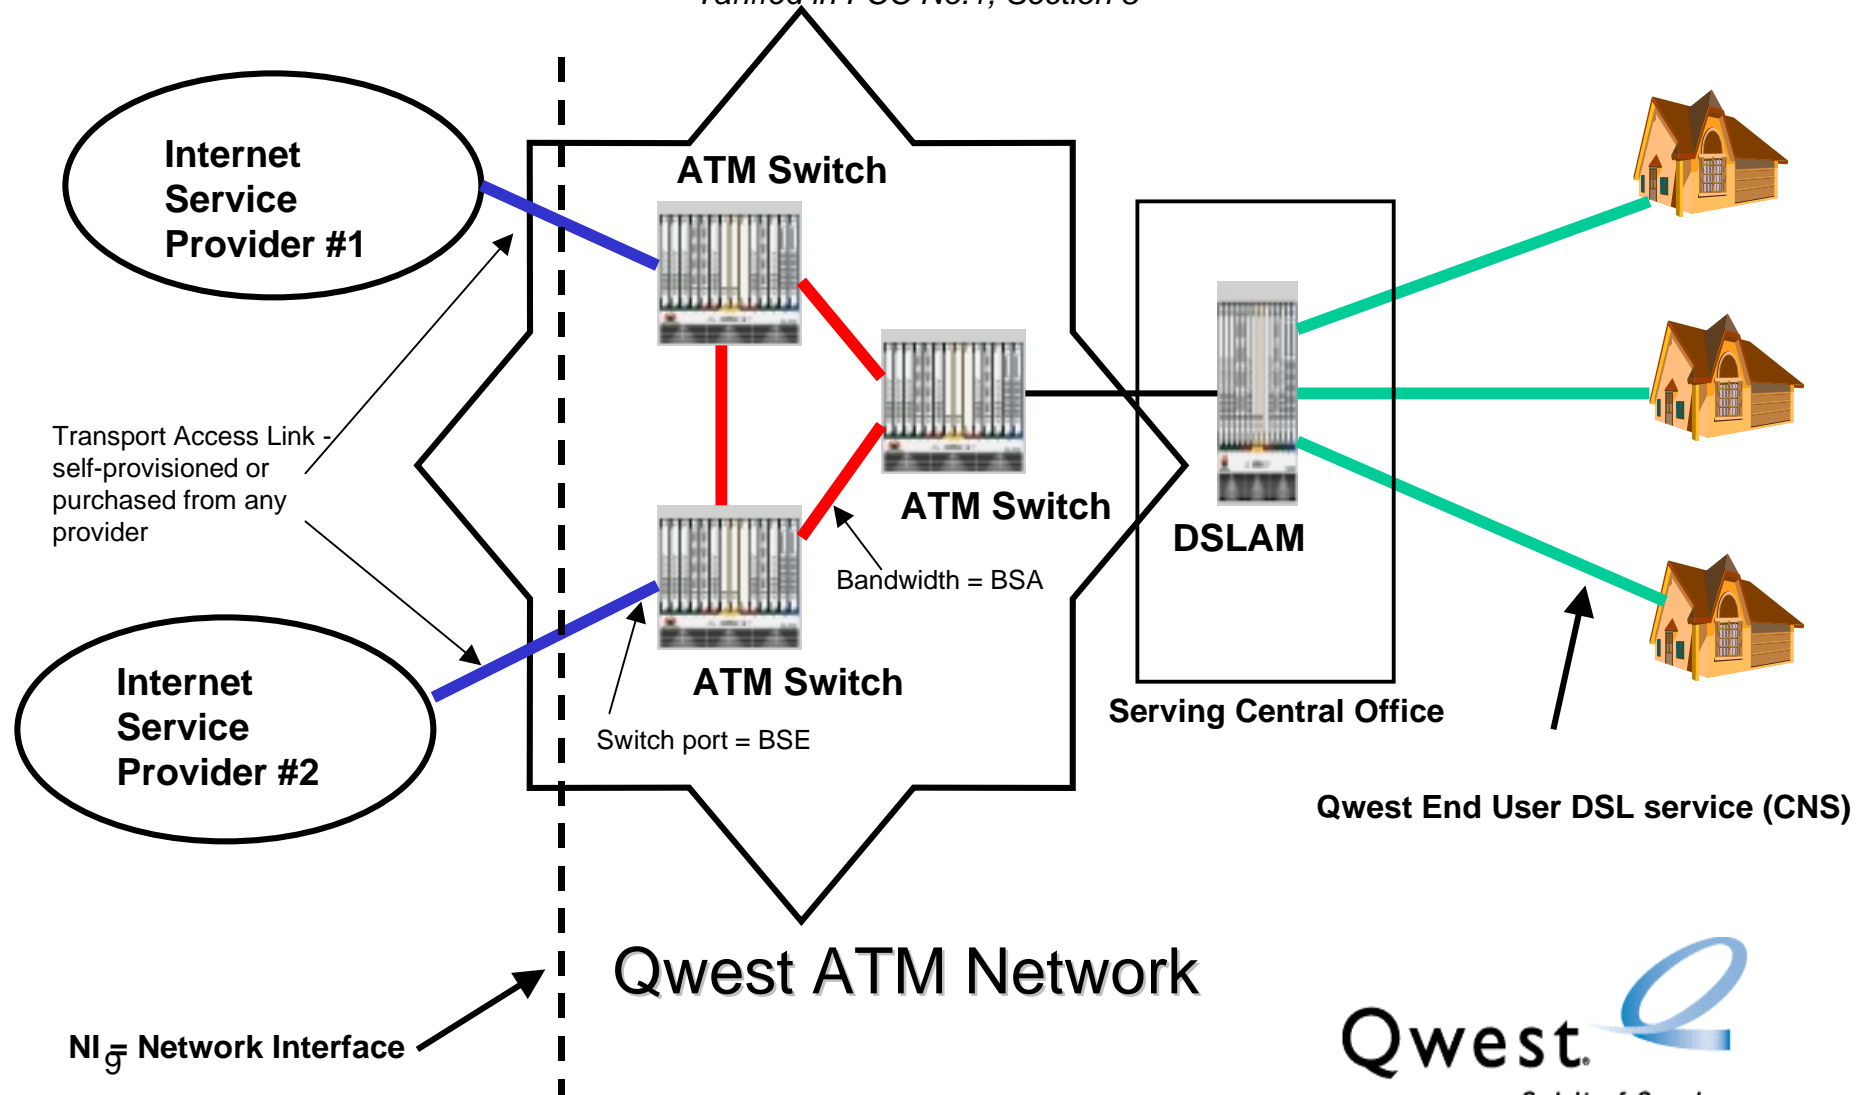 Internet
Service
Provider #1
ATM Switch
Transport Access Link -
self-provisioned or
purchased from any
provider
ATM Switch
DSLAM
Bandwidth = BSA
ATM Switch
Serving Central Office
Switch port = BSE
Internet
Service
Provider #2
Qwest End User DSL service (CNS)
Qwest ATM Network
NI = Network Interface
9
Qwest®